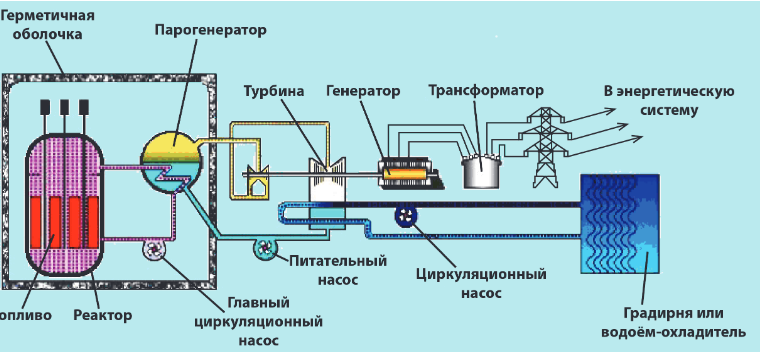 Герметичная
оболочка
Парогенератор
Турбина
Генератор
Трансформатор
В энергетическую
систему
Питательный
насос
Циркуляционный
насос
опливо
Реактор
Главный
циркуляционный
насос
Градирня или
водоём-охладитель